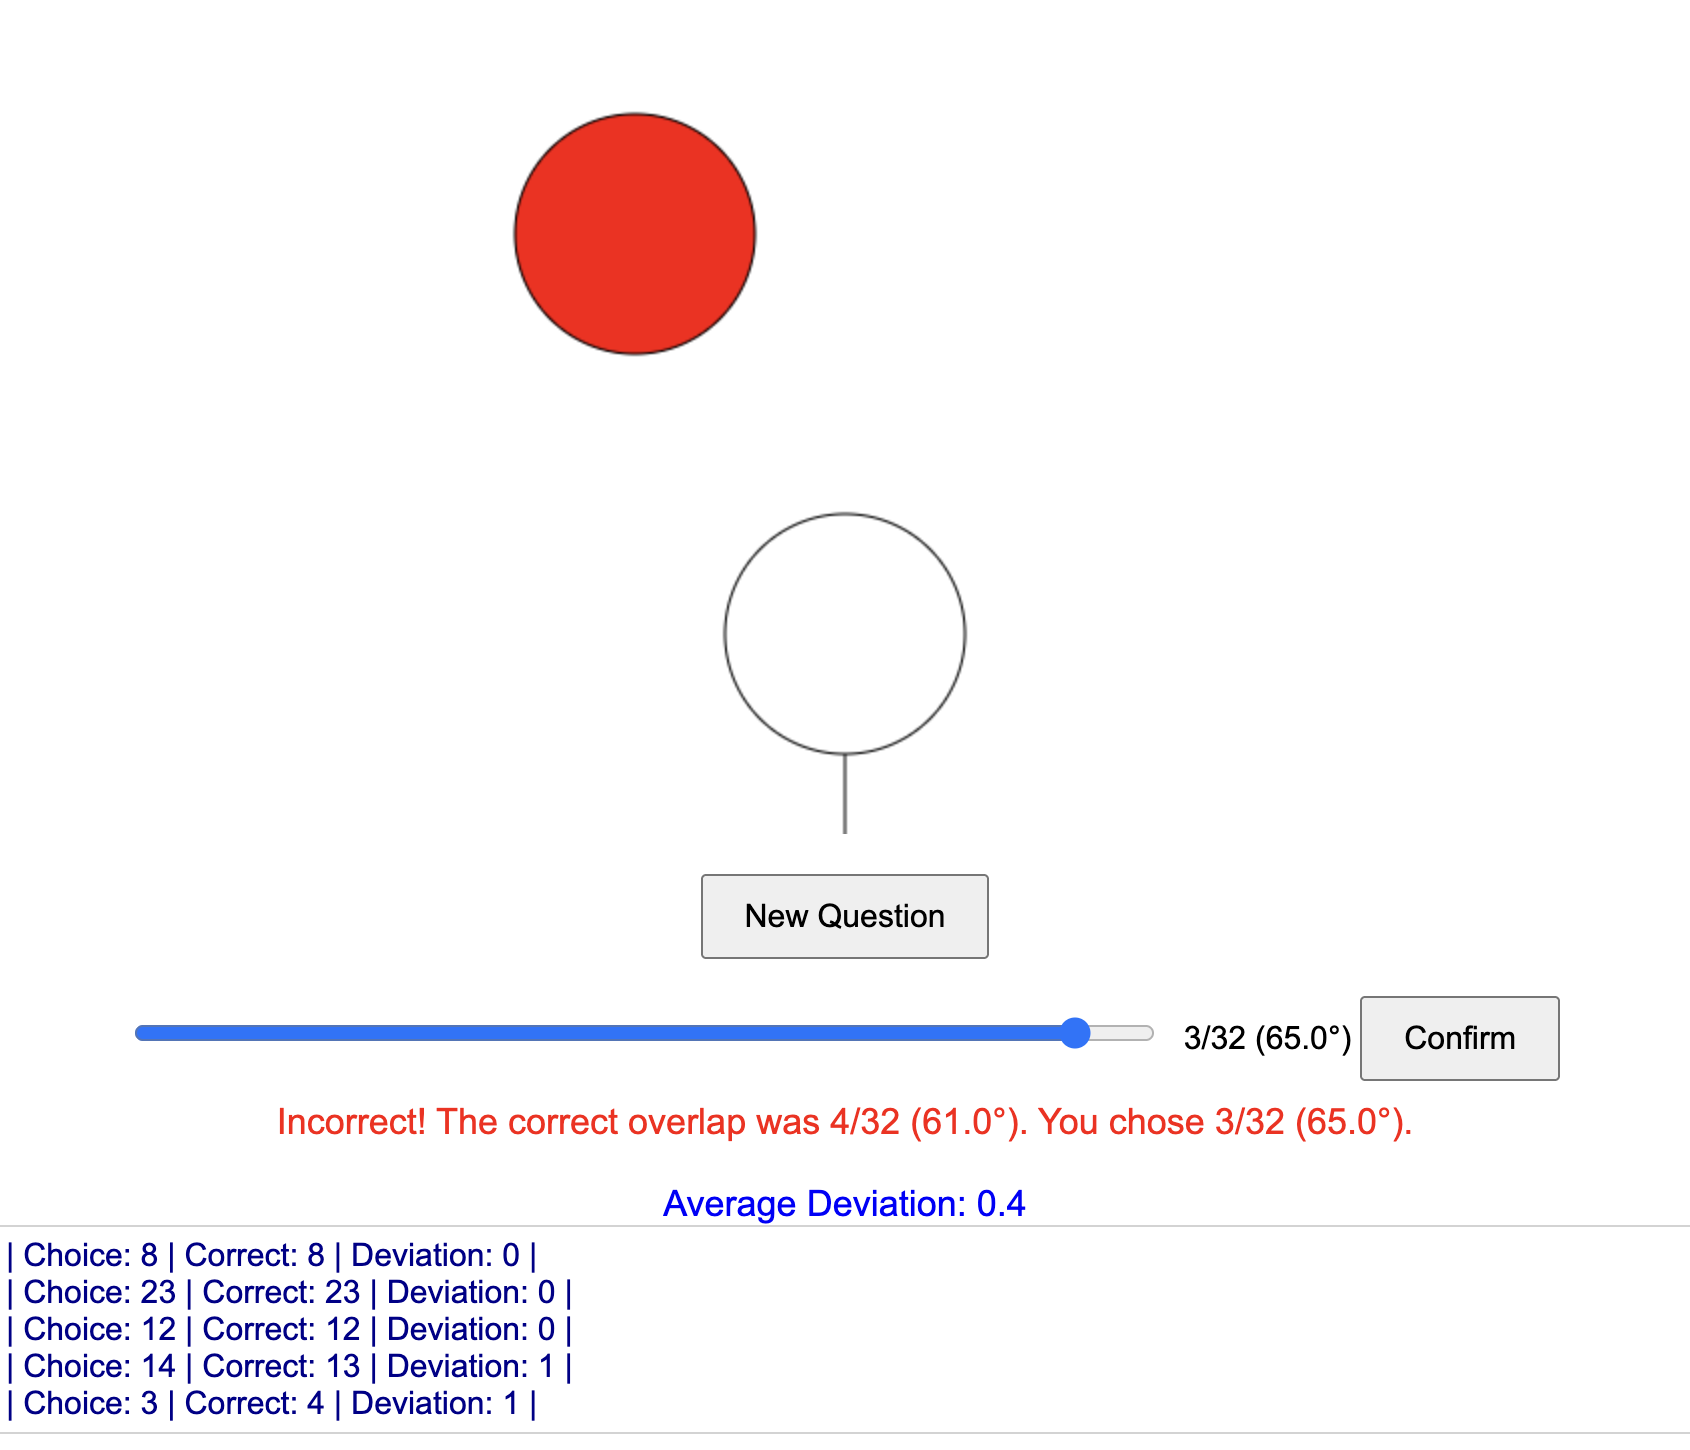 New Question
3/32 (65.0°) Confirm
Incorrect! The correct overlap was 4/32 (61.0°). You chose 3/32 (65.0°).
Average Deviation: 0.4
| Choice: 8 | Correct: 8 | Deviation: 0 |
| Choice: 23 | Correct: 23 | Deviation: 0 |
| Choice: 12 | Correct: 12 | Deviation: 0 |
| Choice: 14 | Correct: 13 | Deviation: 1 |
| Choice: 3 | Correct: 4 | Deviation: 1 |